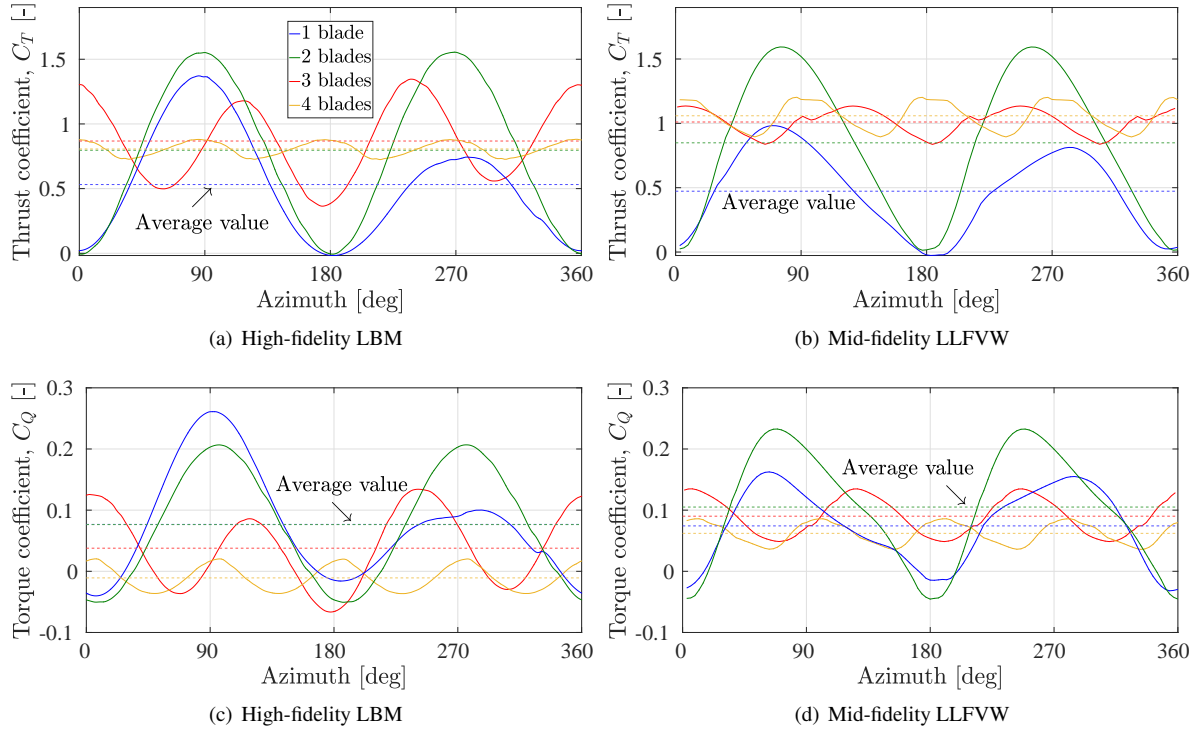 Thrust coefficient, C_T [-]
1.5
1
0.5
0
1 blade
2 blades
3 blades
4 blades
Average value
0 90 180 270 360
Azimuth [deg]
(a) High-fidelity LBM
Thrust coefficient, C_T [-]
1.5
1
0.5
0
Average value
0 90 180 270 360
Azimuth [deg]
(b) Mid-fidelity LLFVW
Torque coefficient, C_Q [-]
0.3
0.2
0.1
0
-0.1
Average value
0 90 180 270 360
Azimuth [deg]
(c) High-fidelity LBM
Torque coefficient, C_Q [-]
0.3
0.2
0.1
0
-0.1
Average value
0 90 180 270 360
Azimuth [deg]
(d) Mid-fidelity LLFVW